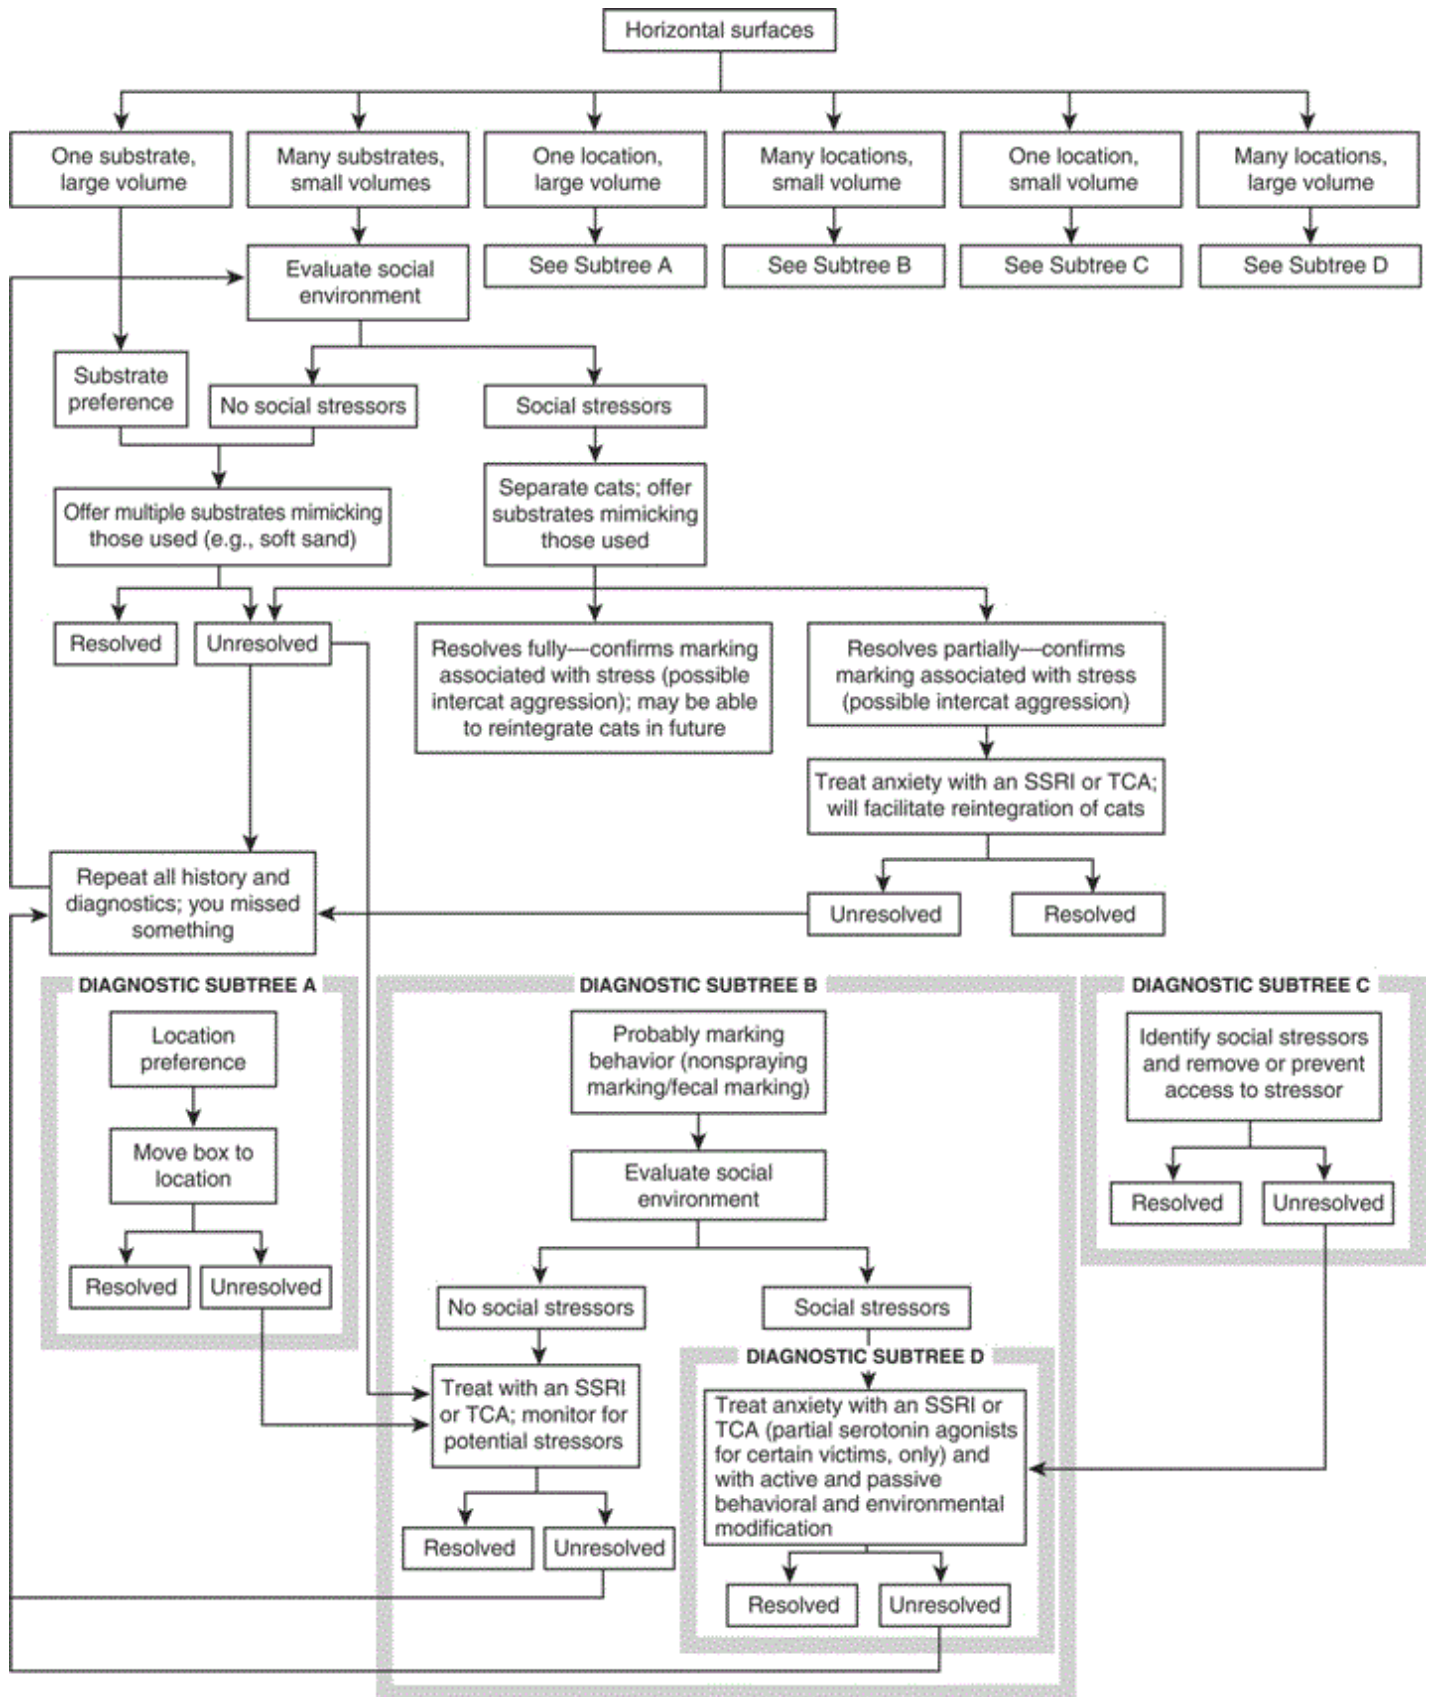 Horizontal surfaces
One substrate,
large volume
Many substrates,
small volumes
One location,
large volume
Many locations,
small volume
One location,
small volume
Many locations,
large volume
See Subtree A
See Subtree B
See Subtree C
See Subtree D
Evaluate social
environment
Substrate
preference
No social stressors
Social stressors
Offer multiple substrates mimicking
those used (e.g., soft sand)
Separate cats; offer
substrates mimicking
those used
Resolved
Unresolved
Resolves fully—confirms marking
associated with stress (possible
intercat aggression); may be able
to reintegrate cats in future
Resolves partially—confirms
marking associated with stress
(possible intercat aggression)
Treat anxiety with an SSRI or TCA;
will facilitate reintegration of cats
Repeat all history and
diagnostics; you missed
something
Unresolved
Resolved
DIAGNOSTIC SUBTREE A
Location
preference
Move box to
location
Resolved
Unresolved
DIAGNOSTIC SUBTREE B
Probably marking
behavior (nonspraying
marking/fecal marking)
Evaluate social
environment
No social stressors
Social stressors
Treat with an SSRI
or TCA; monitor for
potential stressors
Resolved
Unresolved
DIAGNOSTIC SUBTREE D
Treat anxiety with an SSRI or
TCA (partial serotonin agonists
for certain victims, only) and
with active and passive
behavioral and environmental
modification
Resolved
Unresolved
DIAGNOSTIC SUBTREE C
Identify social stressors
and remove or prevent
access to stressor
Resolved
Unresolved